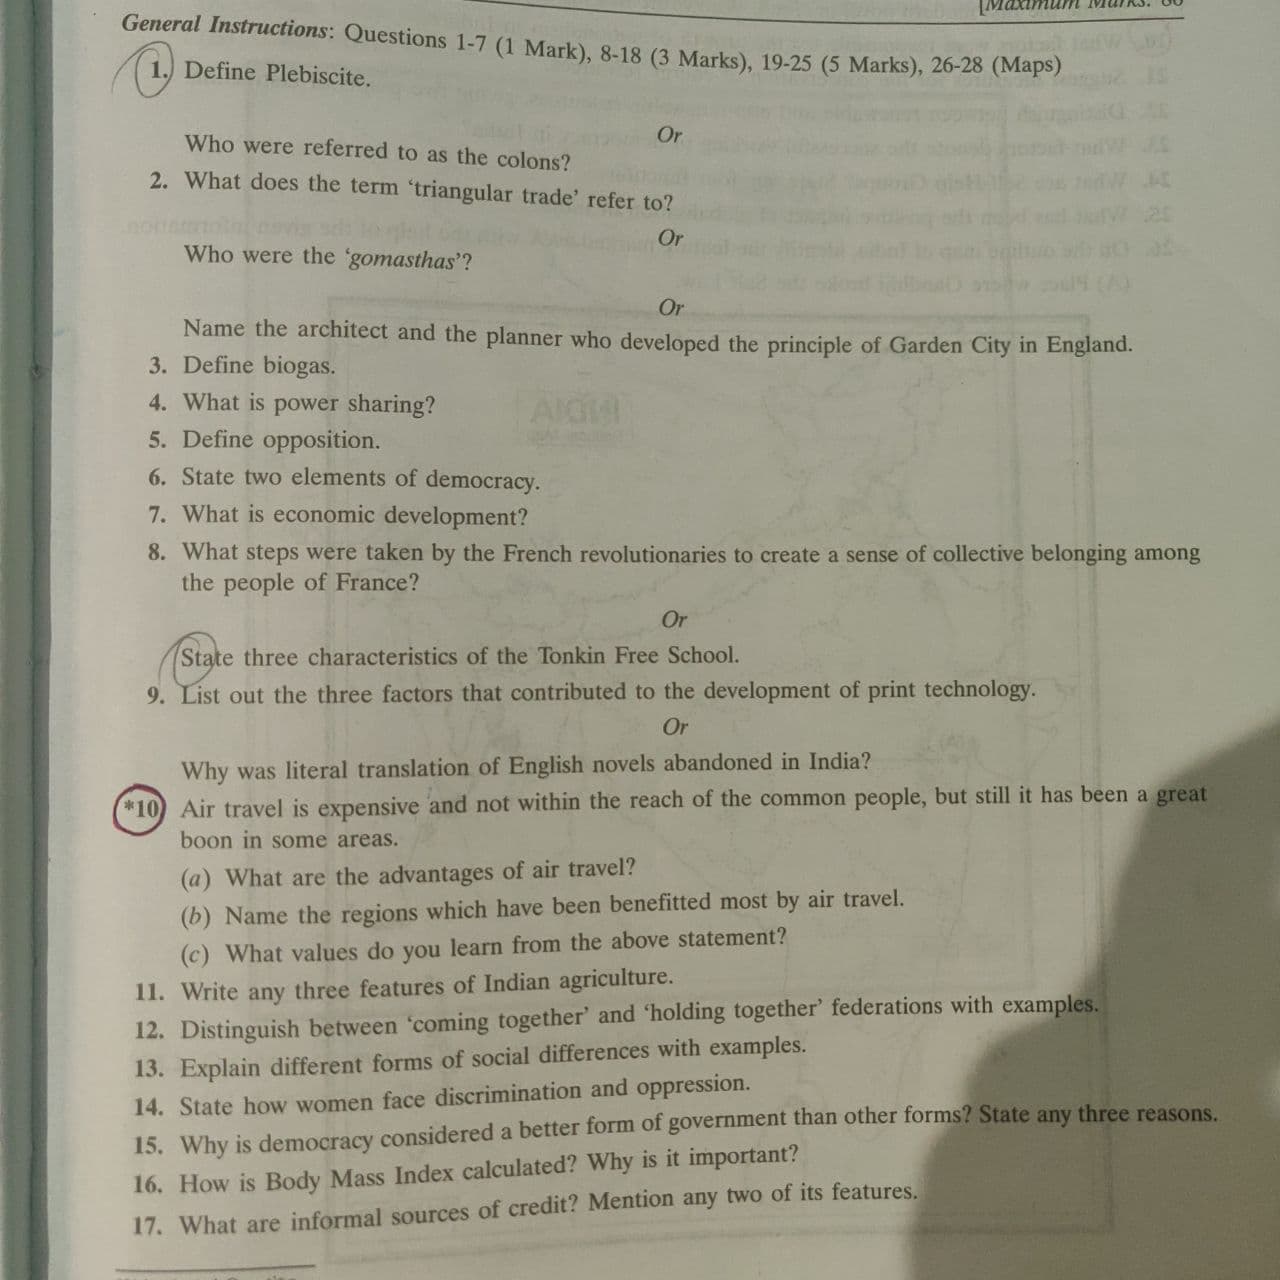 [Maximum Marks: 80
General Instructions: Questions 1-7 (1 Mark), 8-18 (3 Marks), 19-25 (5 Marks), 26-28 (Maps)
1. Define Plebiscite.
Or
Who were referred to as the colons?
2. What does the term ‘triangular trade’ refer to?
Or
Who were the ‘gomasthas’?
Or
Name the architect and the planner who developed the principle of Garden City in England.
3. Define biogas.
4. What is power sharing?
5. Define opposition.
6. State two elements of democracy.
7. What is economic development?
8. What steps were taken by the French revolutionaries to create a sense of collective belonging among
the people of France?
Or
State three characteristics of the Tonkin Free School.
9. List out the three factors that contributed to the development of print technology.
Or
Why was literal translation of English novels abandoned in India?
*10 Air travel is expensive and not within the reach of the common people, but still it has been a great
boon in some areas.
(a) What are the advantages of air travel?
(b) Name the regions which have been benefitted most by air travel.
(c) What values do you learn from the above statement?
11. Write any three features of Indian agriculture.
12. Distinguish between ‘coming together’ and ‘holding together’ federations with examples.
13. Explain different forms of social differences with examples.
14. State how women face discrimination and oppression.
15. Why is democracy considered a better form of government than other forms? State any three reasons.
16. How is Body Mass Index calculated? Why is it important?
17. What are informal sources of credit? Mention any two of its features.